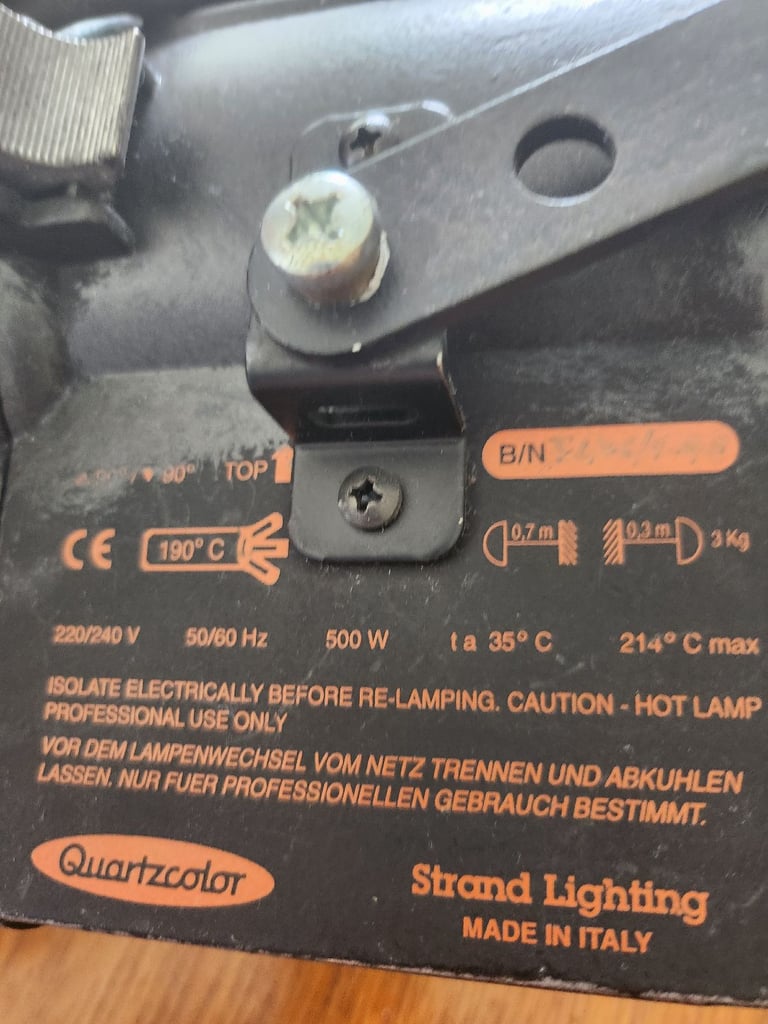 90° TOP
B/N
CE 190° C 0,7 m 0,3 m 3 Kg
220/240 V 50/60 Hz 500 W t a 35° C 214° C max
ISOLATE ELECTRICALLY BEFORE RE-LAMPING. CAUTION - HOT LAMP
PROFESSIONAL USE ONLY
VOR DEM LAMPENWECHSEL VOM NETZ TRENNEN UND ABKUHLEN
LASSEN. NUR FUER PROFESSIONELLEN GEBRAUCH BESTIMMT.
Quartzcolor
Strand Lighting
MADE IN ITALY